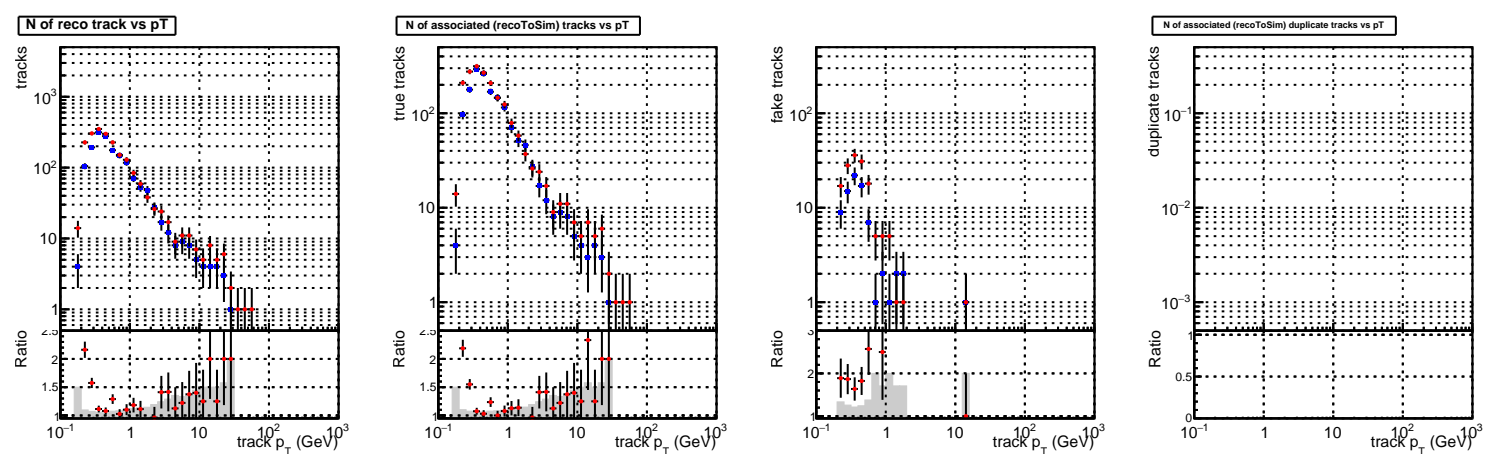 N of reco track vs pT
tracks
10³
10²
10
1
Ratio
2.5
2
1.5
1
10⁻¹ 1 10 10² 10³
track p_T (GeV)
N of associated (recoToSim) tracks vs pT
true tracks
10²
10
1
Ratio
2.5
2
1.5
1
10⁻¹ 1 10 10² 10³
track p_T (GeV)
fake tracks
10²
10
1
Ratio
3
2
1
10⁻¹ 1 10 10² 10³
track p_T (GeV)
N of associated (recoToSim) duplicate tracks vs pT
duplicate tracks
10⁻¹
10⁻²
10⁻³
Ratio
1
0.5
0
10⁻¹ 1 10 10² 10³
track p_T (GeV)